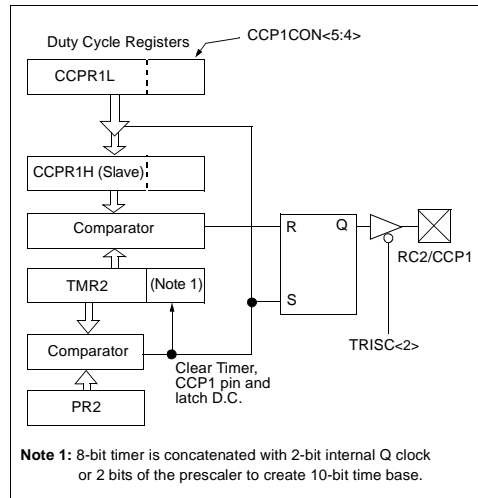 Duty Cycle Registers
CCP1CON<5:4>
CCPR1L
CCPR1H (Slave)
Comparator
R
Q
RC2/CCP1
TMR2
(Note 1)
S
TRISC<2>
Comparator
Clear Timer,
CCP1 pin and
latch D.C.
PR2
Note 1: 8-bit timer is concatenated with 2-bit internal Q clock
or 2 bits of the prescaler to create 10-bit time base.